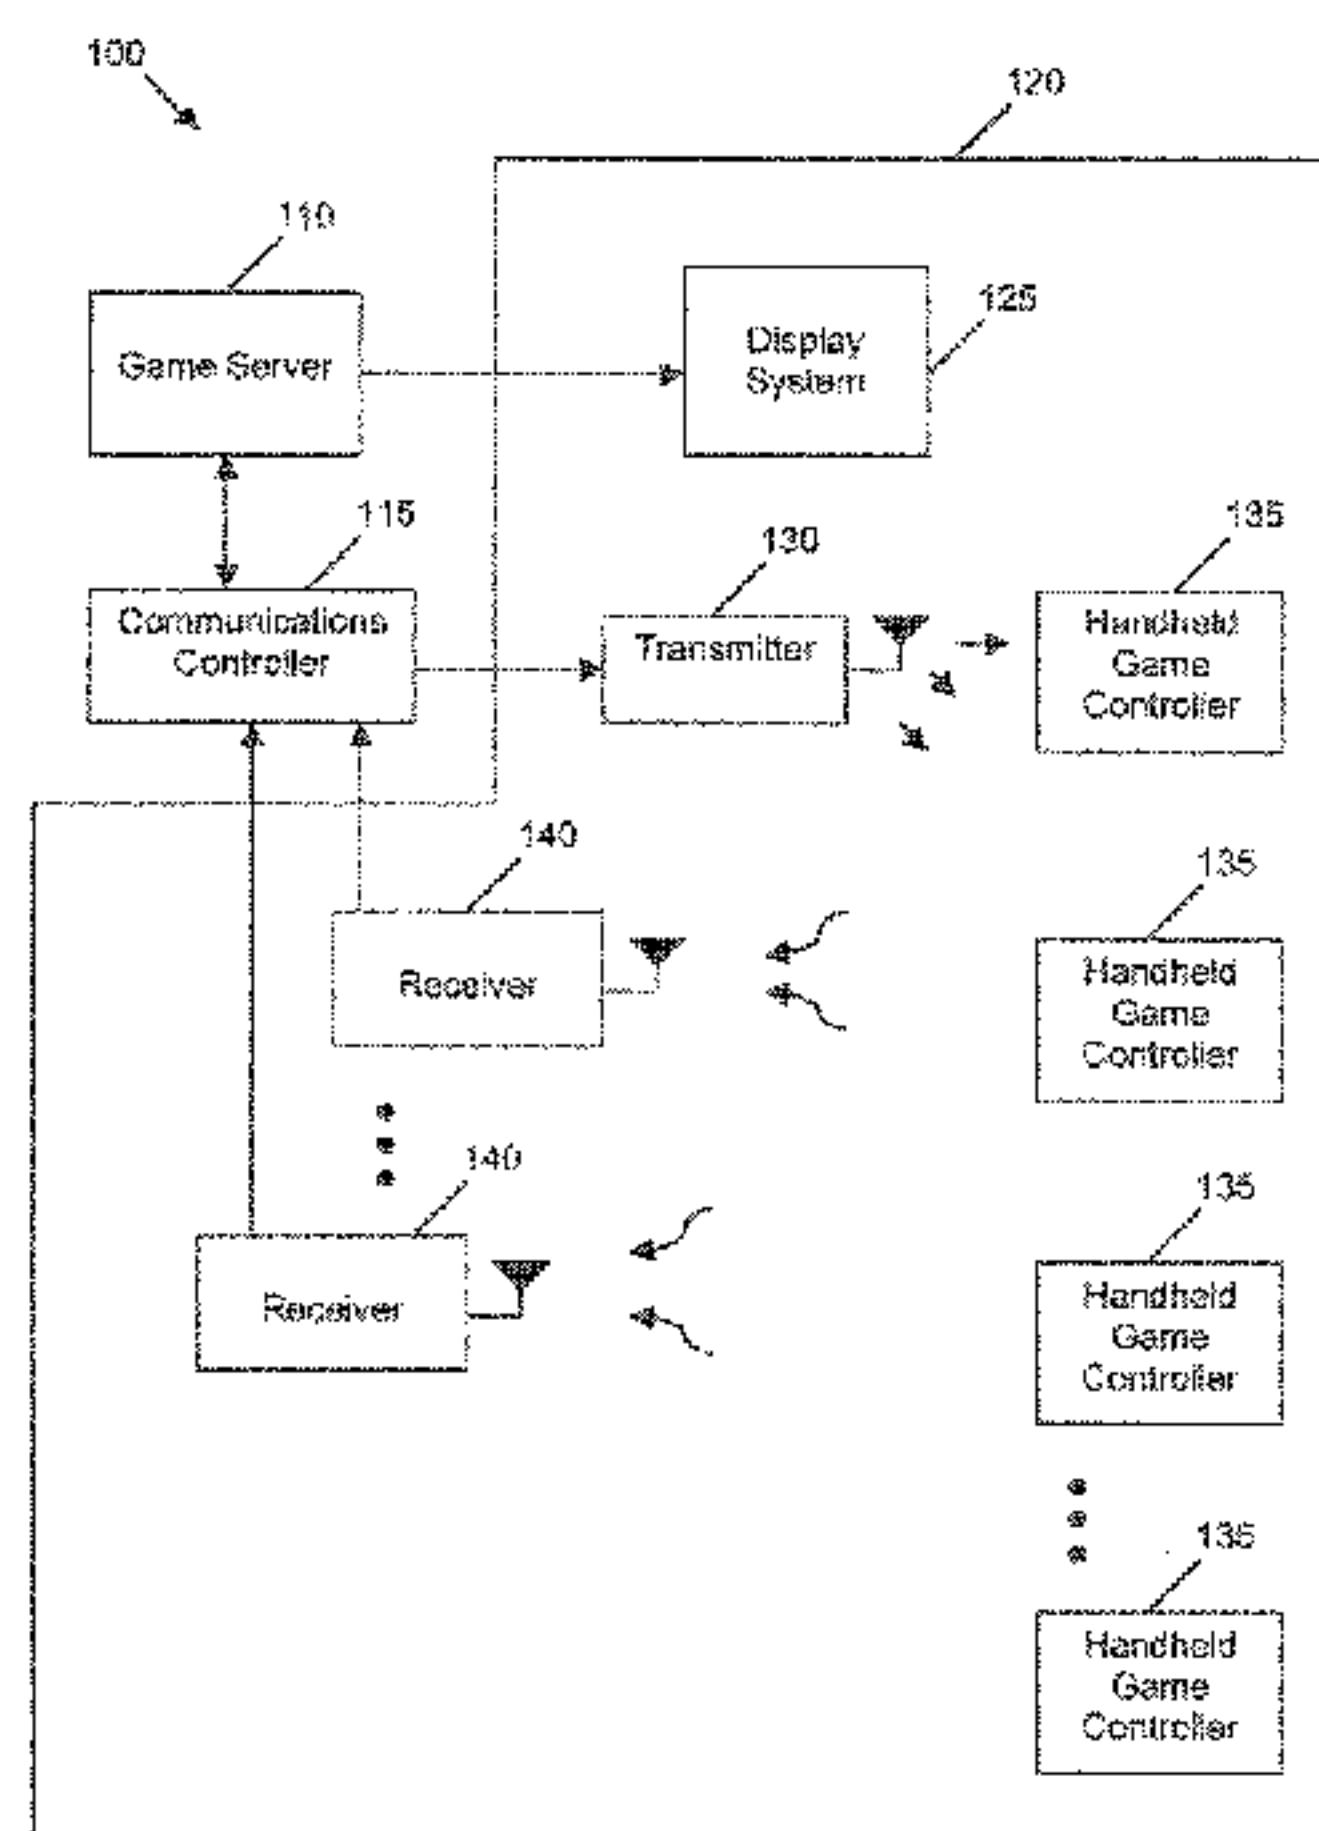 100
120
110
125
Game Server
Display
System
115
130
135
Communications
Controller
Transmitter
Handheld
Game
Controller
140
135
Receiver
Handheld
Game
Controller
140
135
Receiver
Handheld
Game
Controller
135
Handheld
Game
Controller